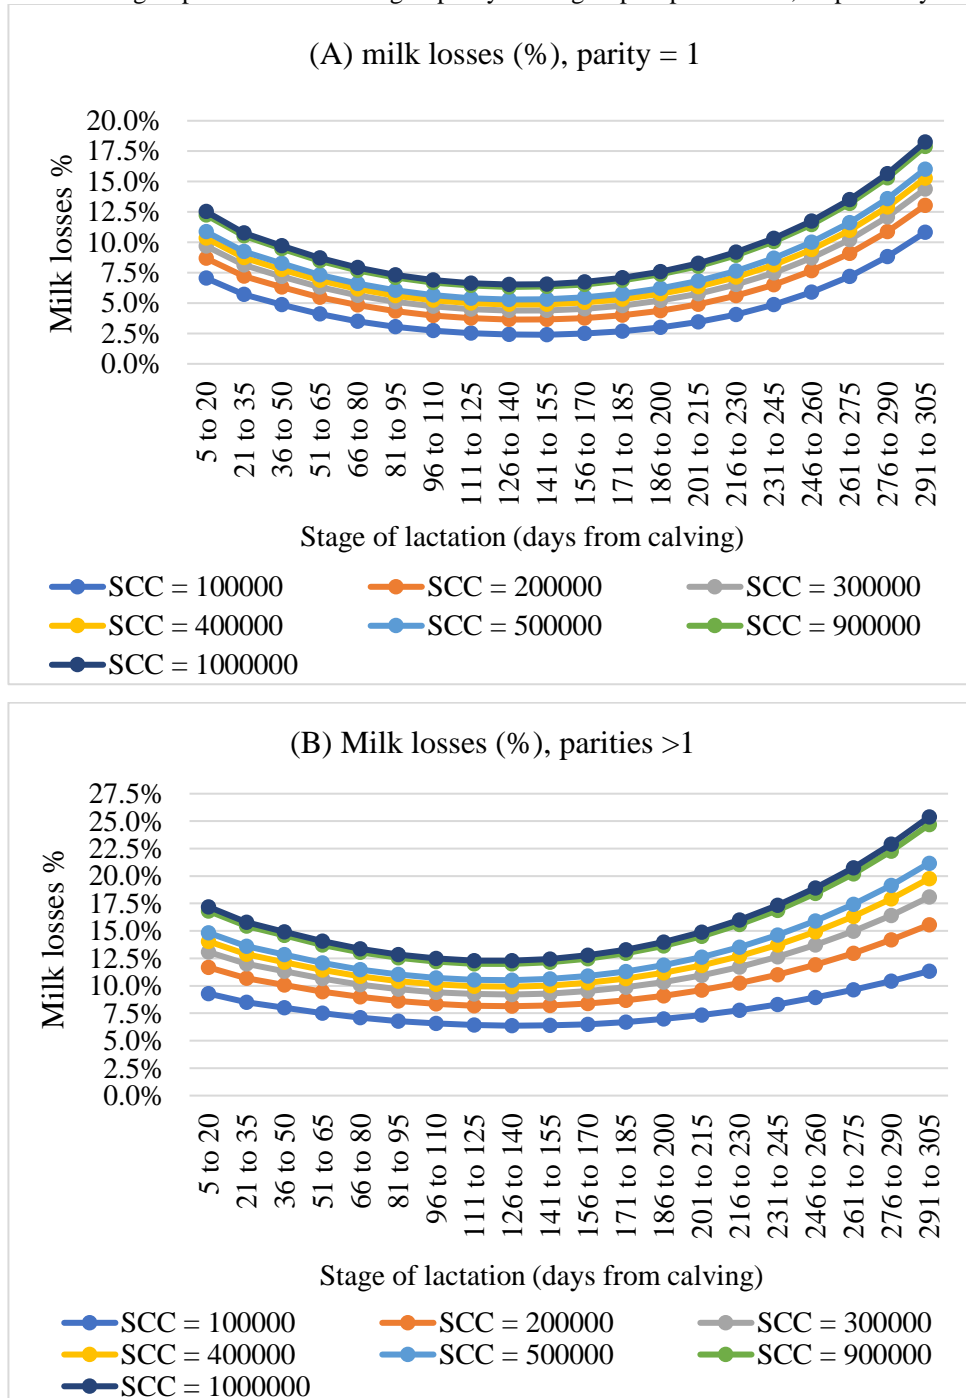 (A) milk losses (%), parity = 1
Milk losses %
20.0%
17.5%
15.0%
12.5%
10.0%
7.5%
5.0%
2.5%
0.0%
5 to 20
21 to 35
36 to 50
51 to 65
66 to 80
81 to 95
96 to 110
111 to 125
126 to 140
141 to 155
156 to 170
171 to 185
186 to 200
201 to 215
216 to 230
231 to 245
246 to 260
261 to 275
276 to 290
291 to 305
Stage of lactation (days from calving)
SCC = 100000 SCC = 200000 SCC = 300000
SCC = 400000 SCC = 500000 SCC = 900000
SCC = 1000000
(B) Milk losses (%), parities >1
Milk losses %
27.5%
25.0%
22.5%
20.0%
17.5%
15.0%
12.5%
10.0%
7.5%
5.0%
2.5%
0.0%
5 to 20
21 to 35
36 to 50
51 to 65
66 to 80
81 to 95
96 to 110
111 to 125
126 to 140
141 to 155
156 to 170
171 to 185
186 to 200
201 to 215
216 to 230
231 to 245
246 to 260
261 to 275
276 to 290
291 to 305
Stage of lactation (days from calving)
SCC = 100000 SCC = 200000 SCC = 300000
SCC = 400000 SCC = 500000 SCC = 900000
SCC = 1000000